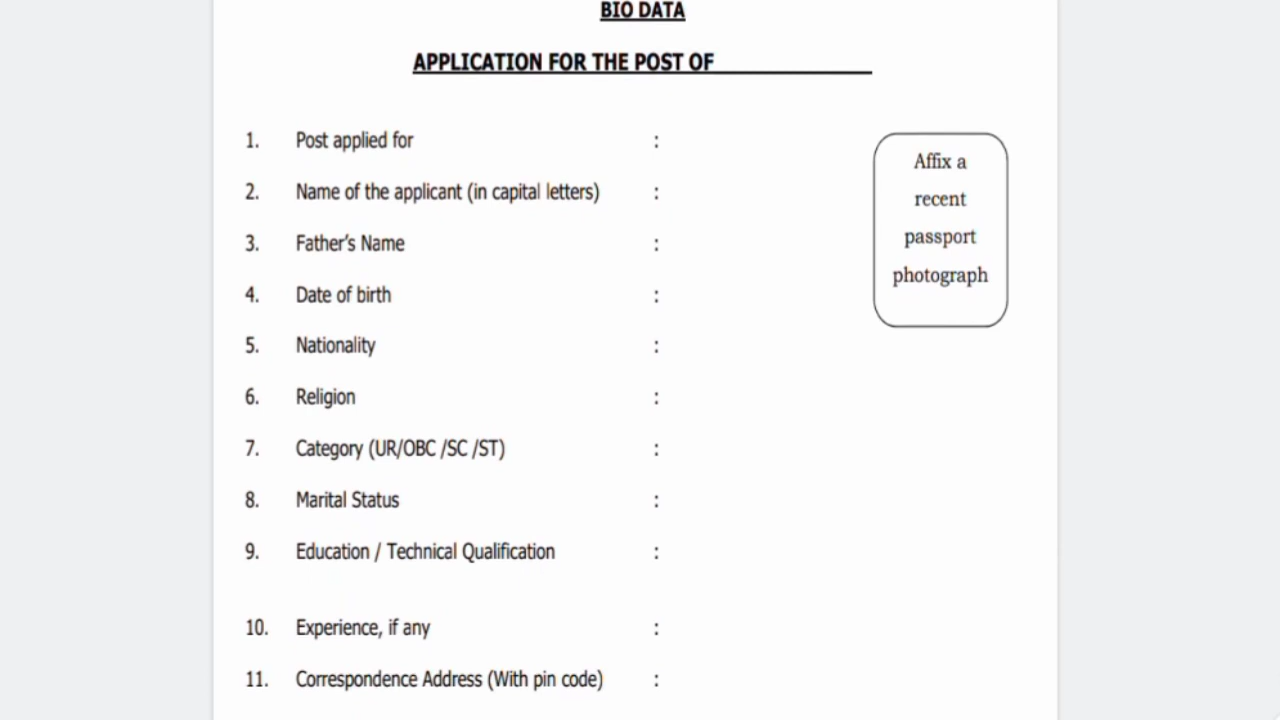 BIO DATA
APPLICATION FOR THE POST OF
1. Post applied for :
2. Name of the applicant (in capital letters) :
3. Father's Name :
4. Date of birth :
5. Nationality :
6. Religion :
7. Category (UR/OBC /SC /ST) :
8. Marital Status :
9. Education / Technical Qualification :
10. Experience, if any :
11. Correspondence Address (With pin code) :
Affix a
recent
passport
photograph